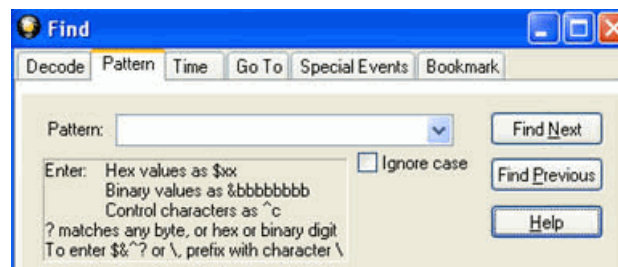 Find
Decode Pattern Time Go To Special Events Bookmark
Pattern: Find Next
Ignore case
Enter: Hex values as $xx
Find Previous
Binary values as &bbbbbbbb
Control characters as ^c
Help
? matches any byte, or hex or binary digit
To enter $&^? or \, prefix with character \